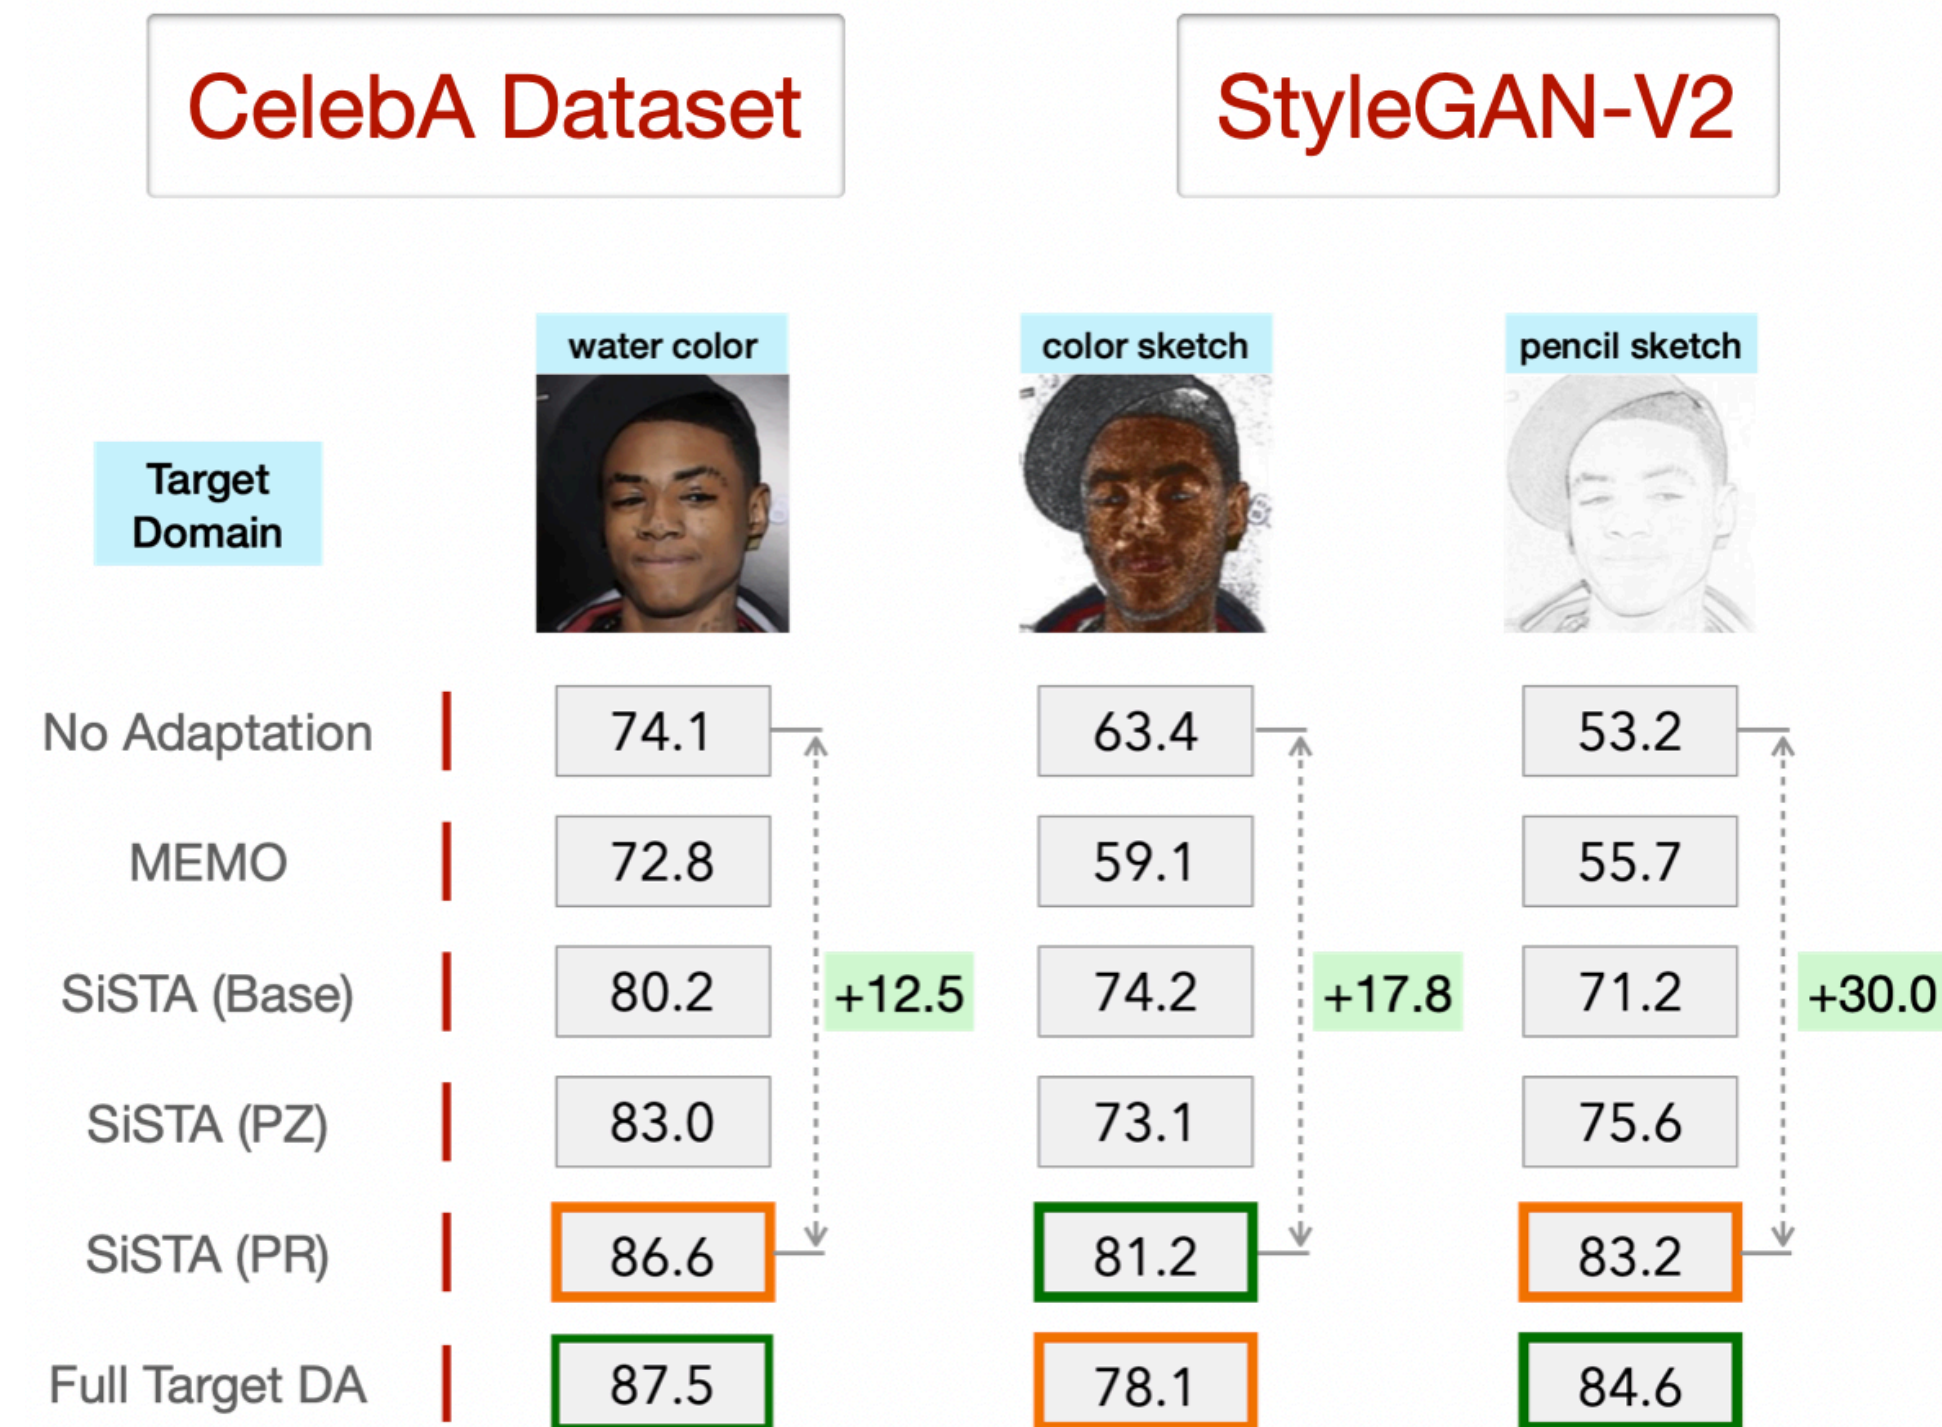 CelebA Dataset
StyleGAN-V2
water color
color sketch
pencil sketch
Target
Domain
No Adaptation 74.1 63.4 53.2
MEMO 72.8 59.1 55.7
SiSTA (Base) 80.2 +12.5 74.2 +17.8 71.2 +30.0
SiSTA (PZ) 83.0 73.1 75.6
SiSTA (PR) 86.6 81.2 83.2
Full Target DA 87.5 78.1 84.6